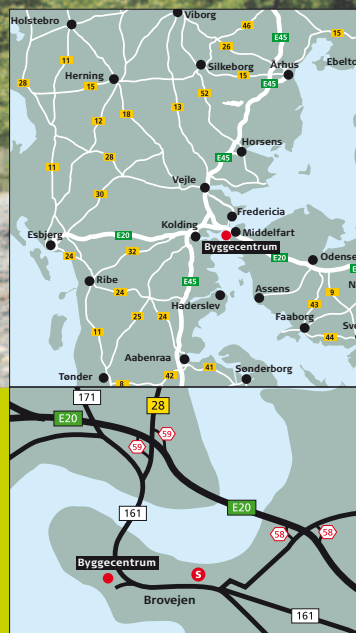 Holstebro
Viborg
46
15
26
E45
11
Silkeborg
Århus
Ebelto
28
Herning
15
15
E45
52
12
18
13
Horsens
28
E45
11
Vejle
30
Fredericia
Kolding
Middelfart
Esbjerg
E20
Byggecentrum
24
32
E20
Odense
Ribe
E45
Assens
9
24
Haderslev
43
N
25
24
Faaborg
11
Sve
44
Aabenraa
41
Tønder
42
Sønderborg
8
171
28
E20
59
59
161
E20
58
58
Byggecentrum
S
Brovejen
161